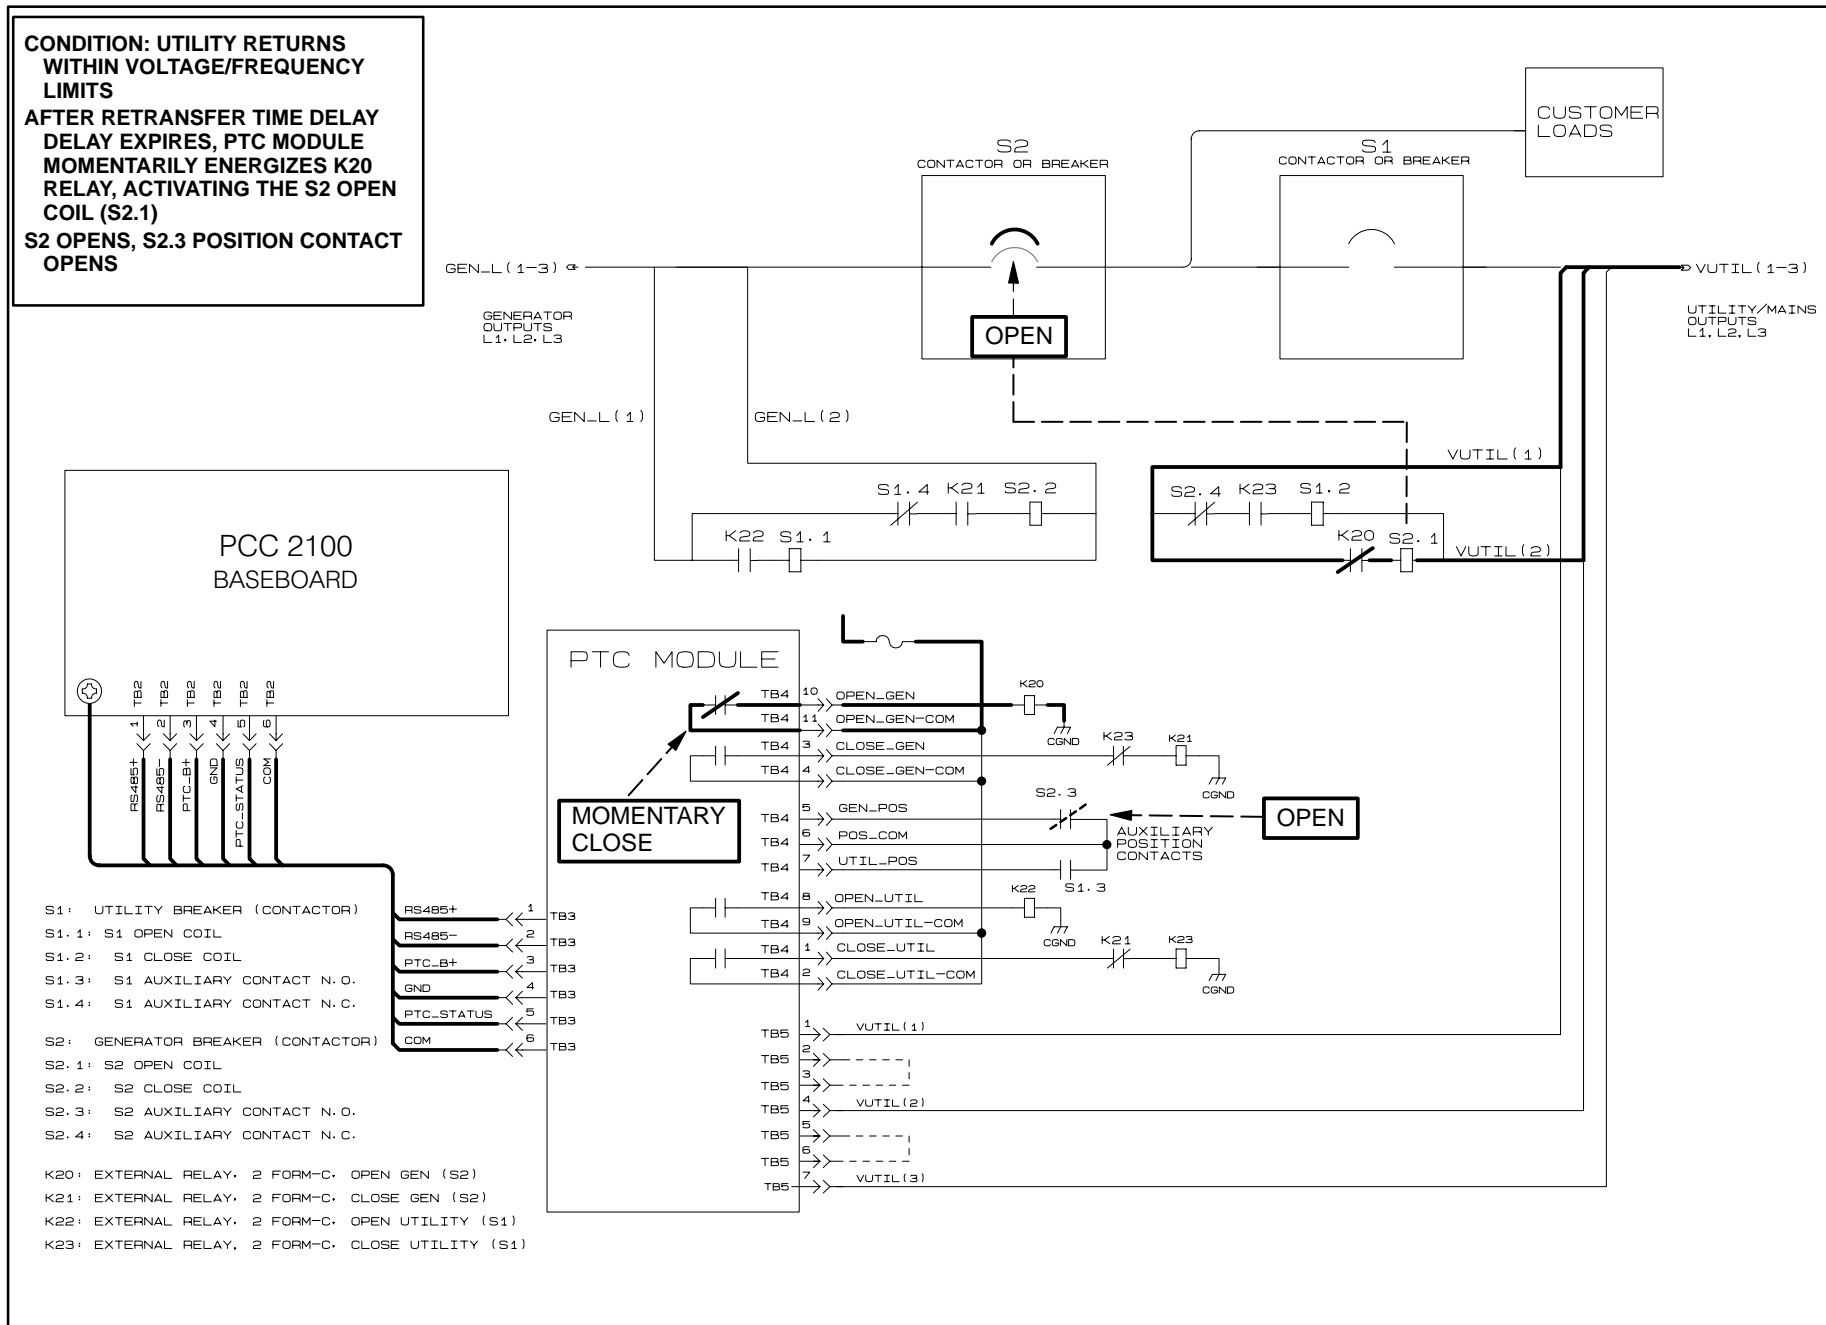 CONDITION: UTILITY RETURNS
WITHIN VOLTAGE/FREQUENCY
LIMITS
AFTER RETRANSFER TIME DELAY
DELAY EXPIRES, PTC MODULE
MOMENTARILY ENERGIZES K20
RELAY, ACTIVATING THE S2 OPEN
COIL (S2.1)
S2 OPENS, S2.3 POSITION CONTACT
OPENS
CUSTOMER
LOADS
S2
CONTACTOR OR BREAKER
S1
CONTACTOR OR BREAKER
GEN_L(1-3)
GENERATOR
OUTPUTS
L1, L2, L3
OPEN
VUTIL(1-3)
UTILITY/MAINS
OUTPUTS
L1, L2, L3
GEN_L(1)
GEN_L(2)
VUTIL(1)
S1.4 K21 S2.2
K22 S1.1
S2.4 K23 S1.2
K20 S2.1
VUTIL(2)
PCC 2100
BASEBOARD
TB2 TB2 TB2 TB2 TB2 TB2
1 2 3 4 5 6
RS485+ RS485- PTC_B+ GND PTC_STATUS COM
PTC MODULE
TB4 10 OPEN_GEN
K20
TB4 11 OPEN_GEN-COM
CGND
TB4 3 CLOSE_GEN
K23 K21
TB4 4 CLOSE_GEN-COM
CGND
MOMENTARY
CLOSE
TB4 5 GEN_POS
S2.3
OPEN
TB4 6 POS_COM
AUXILIARY
POSITION
CONTACTS
TB4 7 UTIL_POS
S1.3
TB4 8 OPEN_UTIL
K22
TB4 9 OPEN_UTIL-COM
CGND
TB4 1 CLOSE_UTIL
K21 K23
TB4 2 CLOSE_UTIL-COM
CGND
RS485+ 1 TB3
RS485- 2 TB3
PTC_B+ 3 TB3
GND 4 TB3
PTC_STATUS 5 TB3
COM 6 TB3
TB5 1 VUTIL(1)
TB5 2
TB5 3
TB5 4 VUTIL(2)
TB5 5
TB5 6
TB5 7 VUTIL(3)
S1: UTILITY BREAKER (CONTACTOR)
S1.1: S1 OPEN COIL
S1.2: S1 CLOSE COIL
S1.3: S1 AUXILIARY CONTACT N.O.
S1.4: S1 AUXILIARY CONTACT N.C.
S2: GENERATOR BREAKER (CONTACTOR)
S2.1: S2 OPEN COIL
S2.2: S2 CLOSE COIL
S2.3: S2 AUXILIARY CONTACT N.O.
S2.4: S2 AUXILIARY CONTACT N.C.
K20: EXTERNAL RELAY, 2 FORM-C, OPEN GEN (S2)
K21: EXTERNAL RELAY, 2 FORM-C, CLOSE GEN (S2)
K22: EXTERNAL RELAY, 2 FORM-C, OPEN UTILITY (S1)
K23: EXTERNAL RELAY, 2 FORM-C, CLOSE UTILITY (S1)